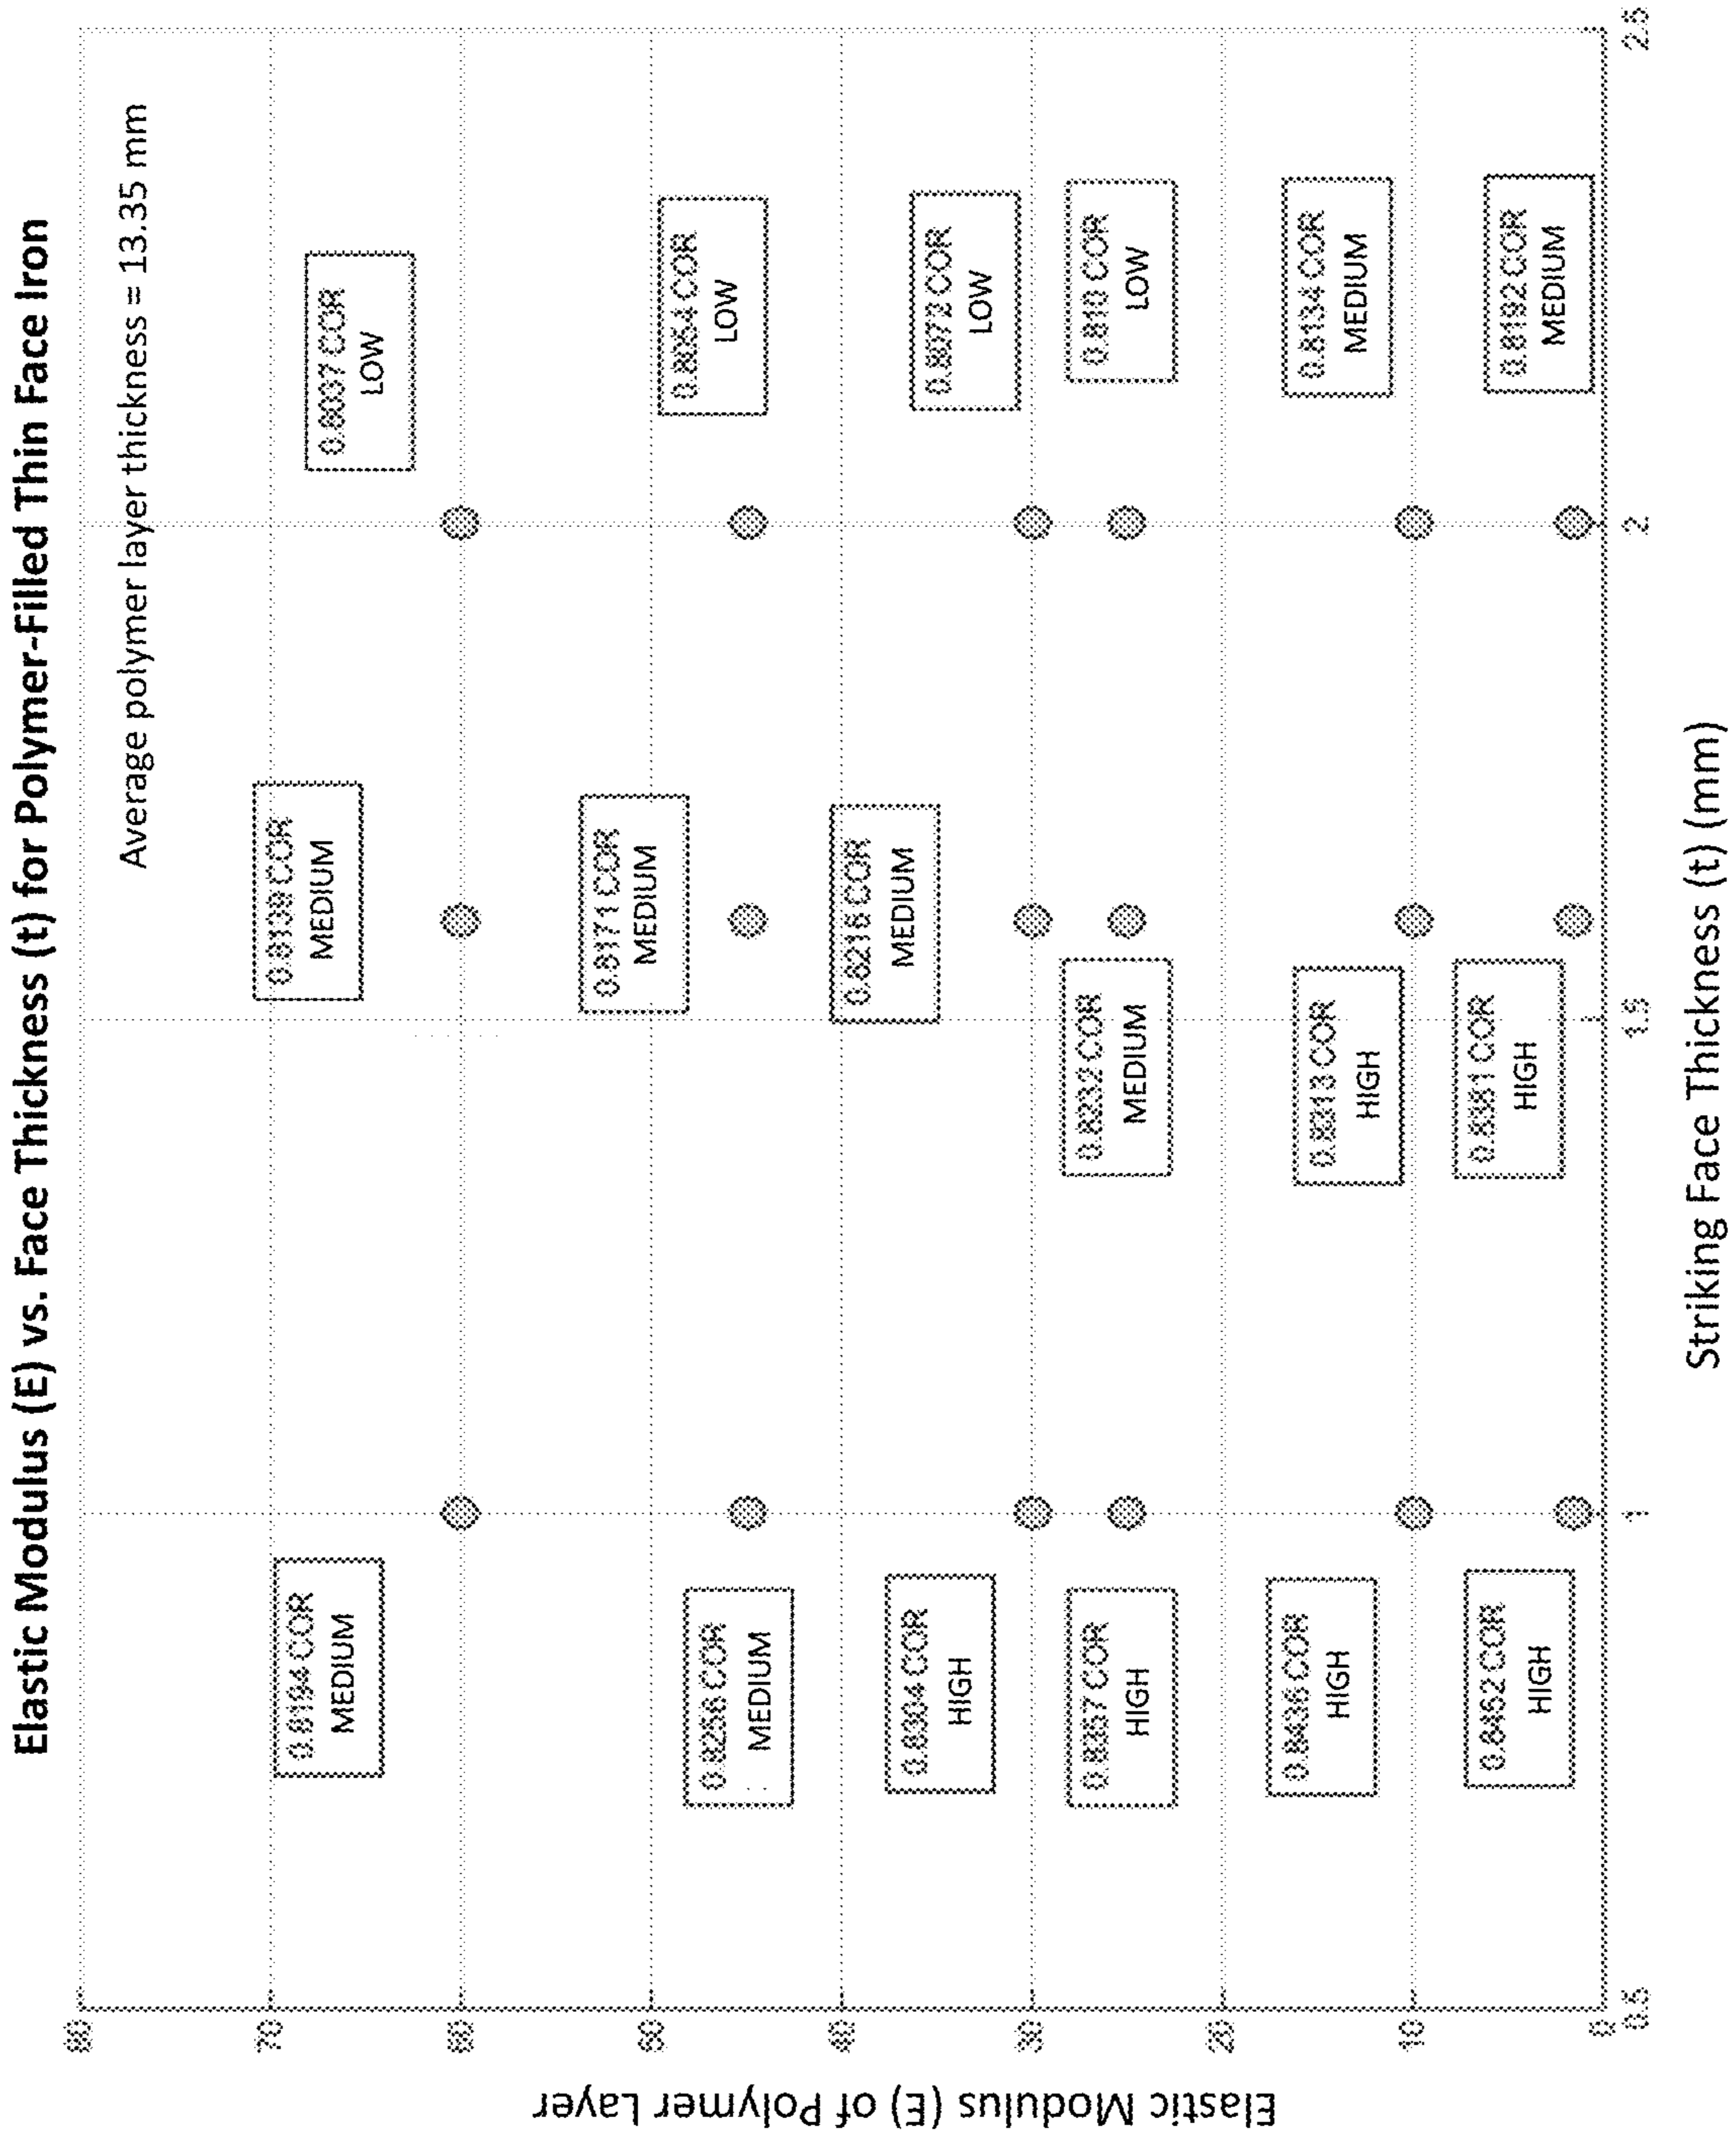 Elastic Modulus (E) vs. Face Thickness (t) for Polymer-Filled Thin Face Iron
Average polymer layer thickness = 13.35 mm
Elastic Modulus (E) of Polymer Layer
80
70
60
50
40
30
20
10
0
0.8194 COR
MEDIUM
0.8256 COR
MEDIUM
0.8304 COR
HIGH
0.8357 COR
HIGH
0.8436 COR
HIGH
0.8462 COR
HIGH
0.8139 COR
MEDIUM
0.8171 COR
MEDIUM
0.8216 COR
MEDIUM
0.8232 COR
MEDIUM
0.8313 COR
HIGH
0.8381 COR
HIGH
0.8037 COR
LOW
0.8054 COR
LOW
COR
LOW
0.810 COR
LOW
0.8134 COR
MEDIUM
0.8192 COR
MEDIUM
0.5
1
1.5
2
2.5
Striking Face Thickness (t) (mm)